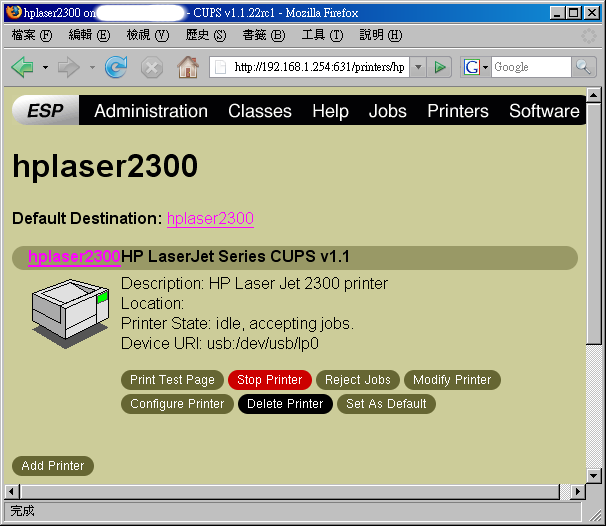 hplaser2300 on - CUPS v1.1.22rc1 - Mozilla Firefox
檔案 (F) 編輯 (E) 檢視 (V) 歷史 (S) 書籤 (B) 工具 (T) 說明 (H)
http://192.168.1.254:631/printers/hp G Google
ESP Administration Classes Help Jobs Printers Software
hplaser2300
Default Destination: hplaser2300
hplaser2300HP LaserJet Series CUPS v1.1
Description: HP Laser Jet 2300 printer
Location:
Printer State: idle, accepting jobs.
Device URI: usb:/dev/usb/lp0
Print Test Page Stop Printer Reject Jobs Modify Printer
Configure Printer Delete Printer Set As Default
Add Printer
完成